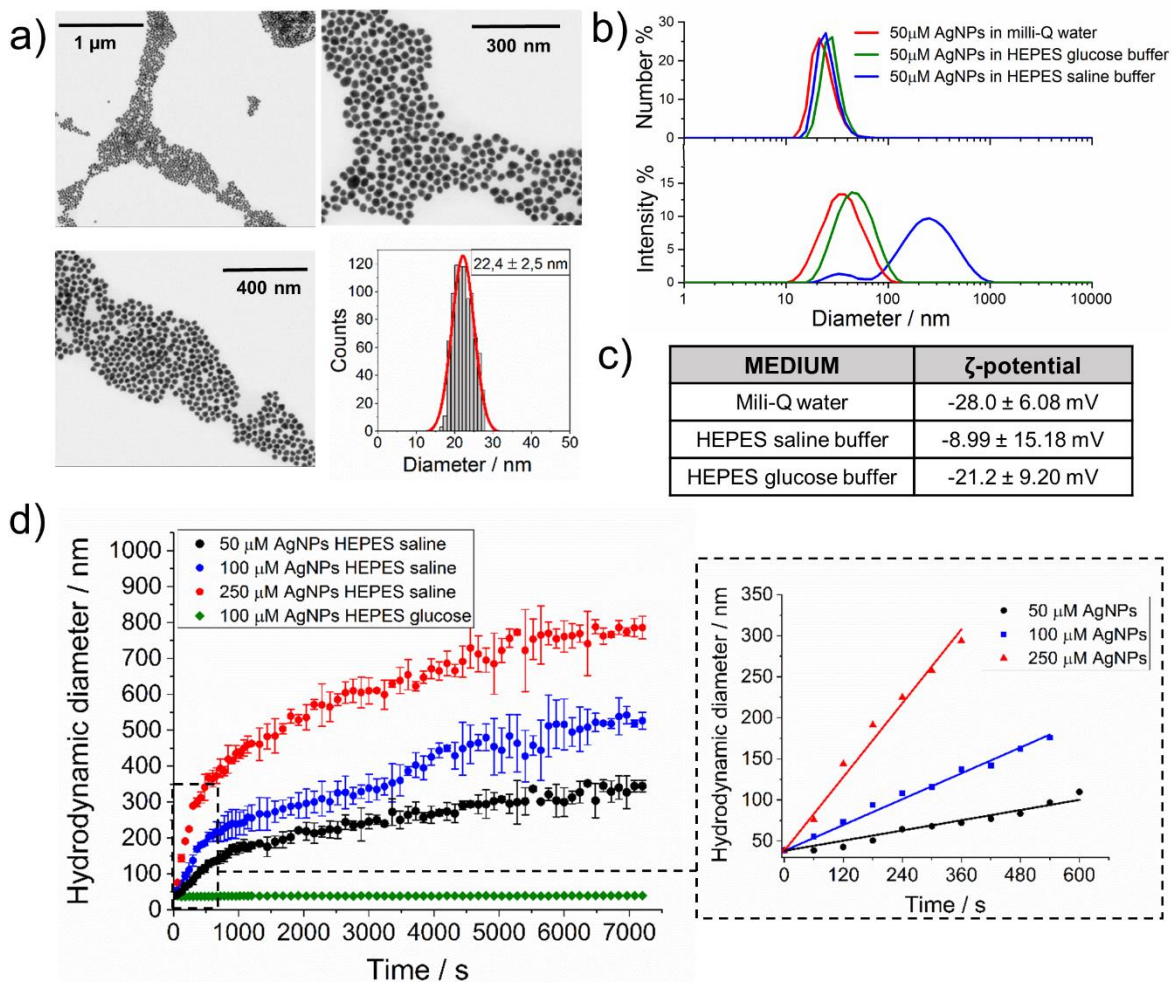 a)
1 μm
300 nm
400 nm
120
100
80
60
40
20
0
Counts
22,4 ± 2,5 nm
0 10 20 30 40 50
Diameter / nm
b)
50μM AgNPs in milli-Q water
50μM AgNPs in HEPES glucose buffer
50μM AgNPs in HEPES saline buffer
30
20
10
0
Number %
15
10
5
0
Intensity %
1 10 100 1000 10000
Diameter / nm
c)
MEDIUM ζ-potential
Mili-Q water -28.0 ± 6.08 mV
HEPES saline buffer -8.99 ± 15.18 mV
HEPES glucose buffer -21.2 ± 9.20 mV
d)
50 μM AgNPs HEPES saline
100 μM AgNPs HEPES saline
250 μM AgNPs HEPES saline
100 μM AgNPs HEPES glucose
1000
900
800
700
600
500
400
300
200
100
0
Hydrodynamic diameter / nm
0 1000 2000 3000 4000 5000 6000 7000
Time / s
50 μM AgNPs
100 μM AgNPs
250 μM AgNPs
350
300
250
200
150
100
50
Hydrodynamic diameter / nm
0 120 240 360 480 600
Time / s